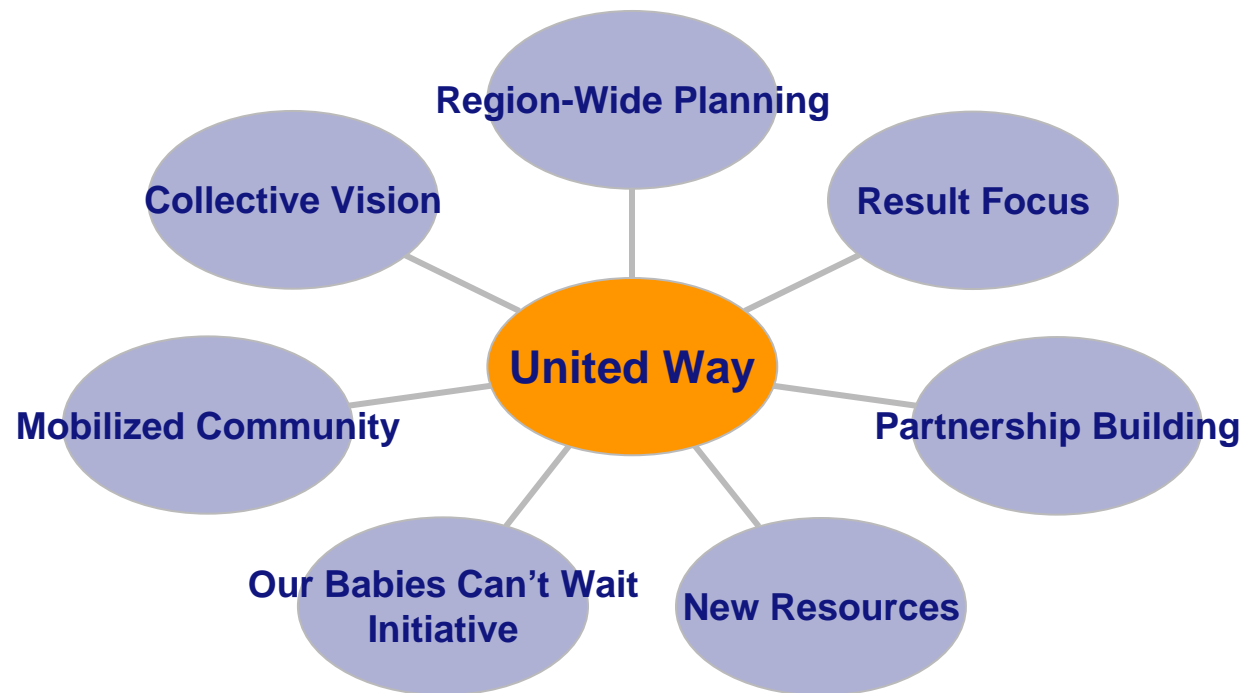 Region-Wide Planning
Collective Vision
Result Focus
United Way
Mobilized Community
Partnership Building
Our Babies Can’t Wait
Initiative
New Resources